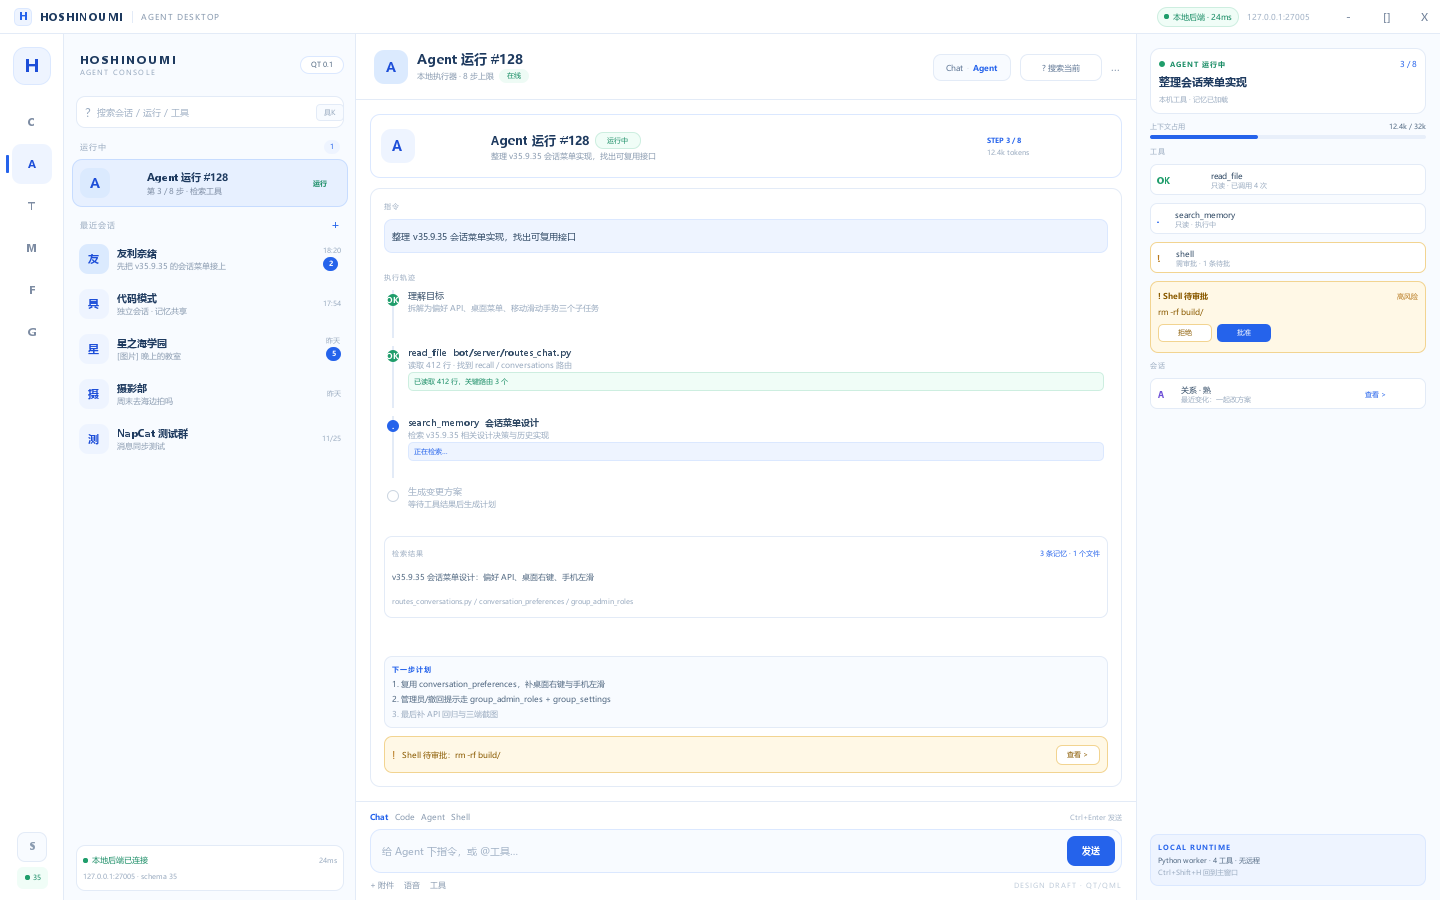 H HOSHINOUMI AGENT DESKTOP
本地后端 · 24ms 127.0.0.1:27005 - [] X
H
C
A
T
M
F
G
S
35
HOSHINOUMI
AGENT CONSOLE
QT 0.1
? 搜索会话 / 运行 / 工具
运行中 1
A Agent 运行 #128
第 3 / 8 步 · 检索工具
运行
最近会话 +
友 友利奈绪 18:20
先把 v35.9.35 的会话菜单接上 2
具 代码模式 17:54
独立会话 · 记忆共享
星 星之海学园 昨天
[图片] 晚上的教室 5
摄 摄影部 昨天
周末去海边拍吗
测 NapCat 测试群 11/25
消息同步测试
本地后端已连接 24ms
127.0.0.1:27005 · schema 35
A Agent 运行 #128
本地执行器 · 8 步上限 在线
Chat Agent
? 搜索当前 ...
A Agent 运行 #128 运行中
整理 v35.9.35 会话菜单实现，找出可复用接口
STEP 3 / 8
12.4k tokens
指令
整理 v35.9.35 会话菜单实现，找出可复用接口
执行轨迹
OK 理解目标
拆解为偏好 API、桌面菜单、移动滑动手势三个子任务
OK read_file bot/server/routes_chat.py
读取 412 行 · 找到 recall / conversations 路由
已读取 412 行，关键路由 3 个
. search_memory 会话菜单设计
检索 v35.9.35 相关设计决策与历史实现
正在检索...
生成变更方案
等待工具结果后生成计划
检索结果 3 条记忆 · 1 个文件
v35.9.35 会话菜单设计：偏好 API、桌面右键、手机左滑
routes_conversations.py / conversation_preferences / group_admin_roles
下一步计划
1. 复用 conversation_preferences，补桌面右键与手机左滑
2. 管理员/撤回提示走 group_admin_roles + group_settings
3. 最后补 API 回归与三端截图
! Shell 待审批：rm -rf build/ 查看 >
Chat Code Agent Shell Ctrl+Enter 发送
给 Agent 下指令，或 @工具... 发送
+ 附件 语音 工具 DESIGN DRAFT · QT/QML
AGENT 运行中 3 / 8
整理会话菜单实现
本机工具 · 记忆已加载
上下文占用 12.4k / 32k
工具
OK read_file
只读 · 已调用 4 次
. search_memory
只读 · 执行中
! shell
需审批 · 1 条待批
! Shell 待审批 高风险
rm -rf build/
拒绝 批准
会话
A 关系 · 熟
最近变化：一起改方案
查看 >
LOCAL RUNTIME
Python worker · 4 工具 · 无远程
Ctrl+Shift+H 回到主窗口